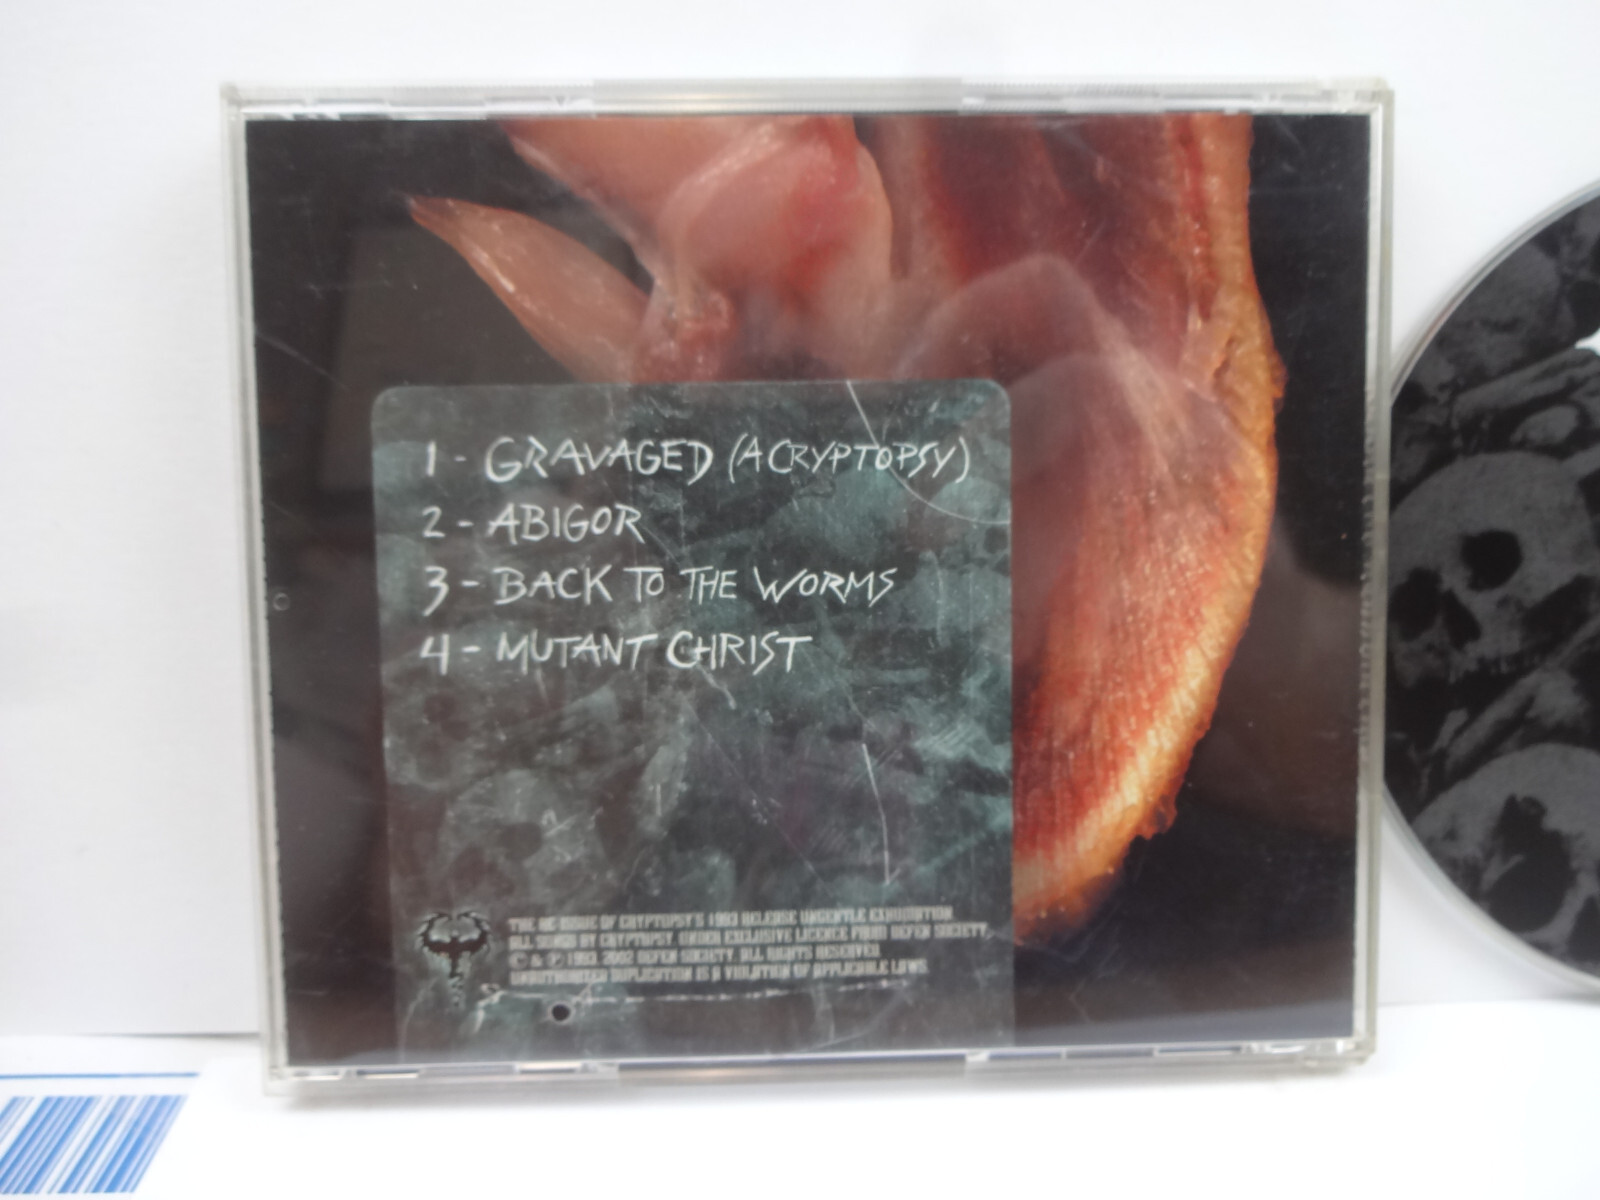 1 - GRAVAGED (A CRYPTOPSY)
2 - ABIGOR
3 - BACK TO THE WORMS
4 - MUTANT CHRIST
THE RE ISSUE OF CRYPTOPSY'S 1993 RELEASE UNGENTLE EXHUMATION
ALL SONGS BY CRYPTOPSY. UNDER EXCLUSIVE LICENCE FROM DEFEN SOCIETY.
© & ℗ 1993, 2002 DEFEN SOCIETY. ALL RIGHTS RESERVED.
UNAUTHORIZED DUPLICATION IS A VIOLATION OF APPLICABLE LAWS.